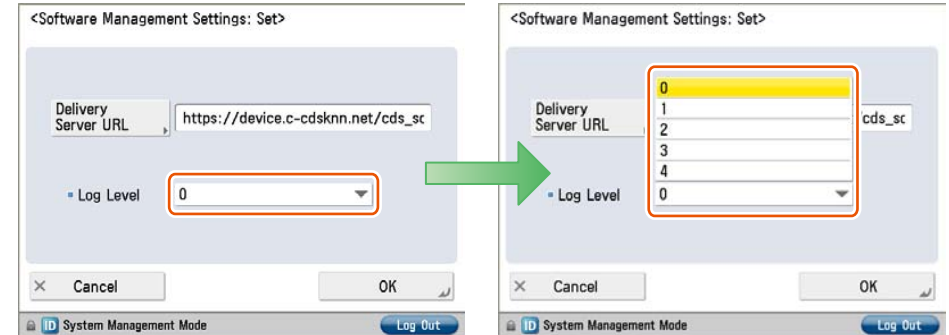 <Software Management Settings: Set>
Delivery
Server URL
https://device.c-cdsknn.net/cds_sc
Log Level
0
Cancel
OK
ID System Management Mode
Log Out
<Software Management Settings: Set>
0
1
2
3
4
Delivery
Server URL
/cds_sc
Log Level
0
Cancel
OK
ID System Management Mode
Log Out